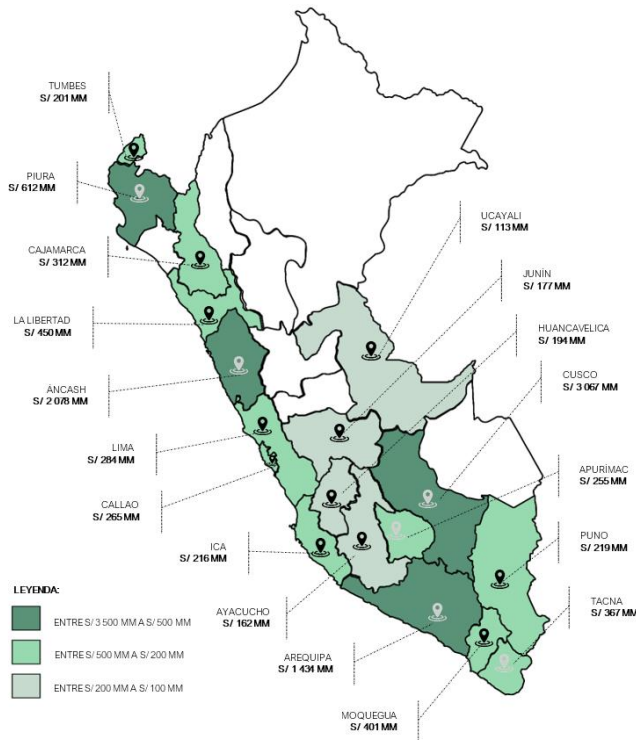 TUMBES
S/ 201 MM
PIURA
S/ 612 MM
CAJAMARCA
S/ 312 MM
LA LIBERTAD
S/ 450 MM
ÁNCASH
S/ 2 078 MM
LIMA
S/ 284 MM
CALLAO
S/ 265 MM
ICA
S/ 216 MM
AYACUCHO
S/ 162 MM
AREQUIPA
S/ 1 434 MM
MOQUEGUA
S/ 401 MM
UCAYALI
S/ 113 MM
JUNÍN
S/ 177 MM
HUANCAVELICA
S/ 194 MM
CUSCO
S/ 3 067 MM
APURÍMAC
S/ 255 MM
PUNO
S/ 219 MM
TACNA
S/ 367 MM
LEYENDA:
ENTRE S/ 3 500 MM A S/ 500 MM
ENTRE S/ 500 MM A S/ 200 MM
ENTRE S/ 200 MM A S/ 100 MM